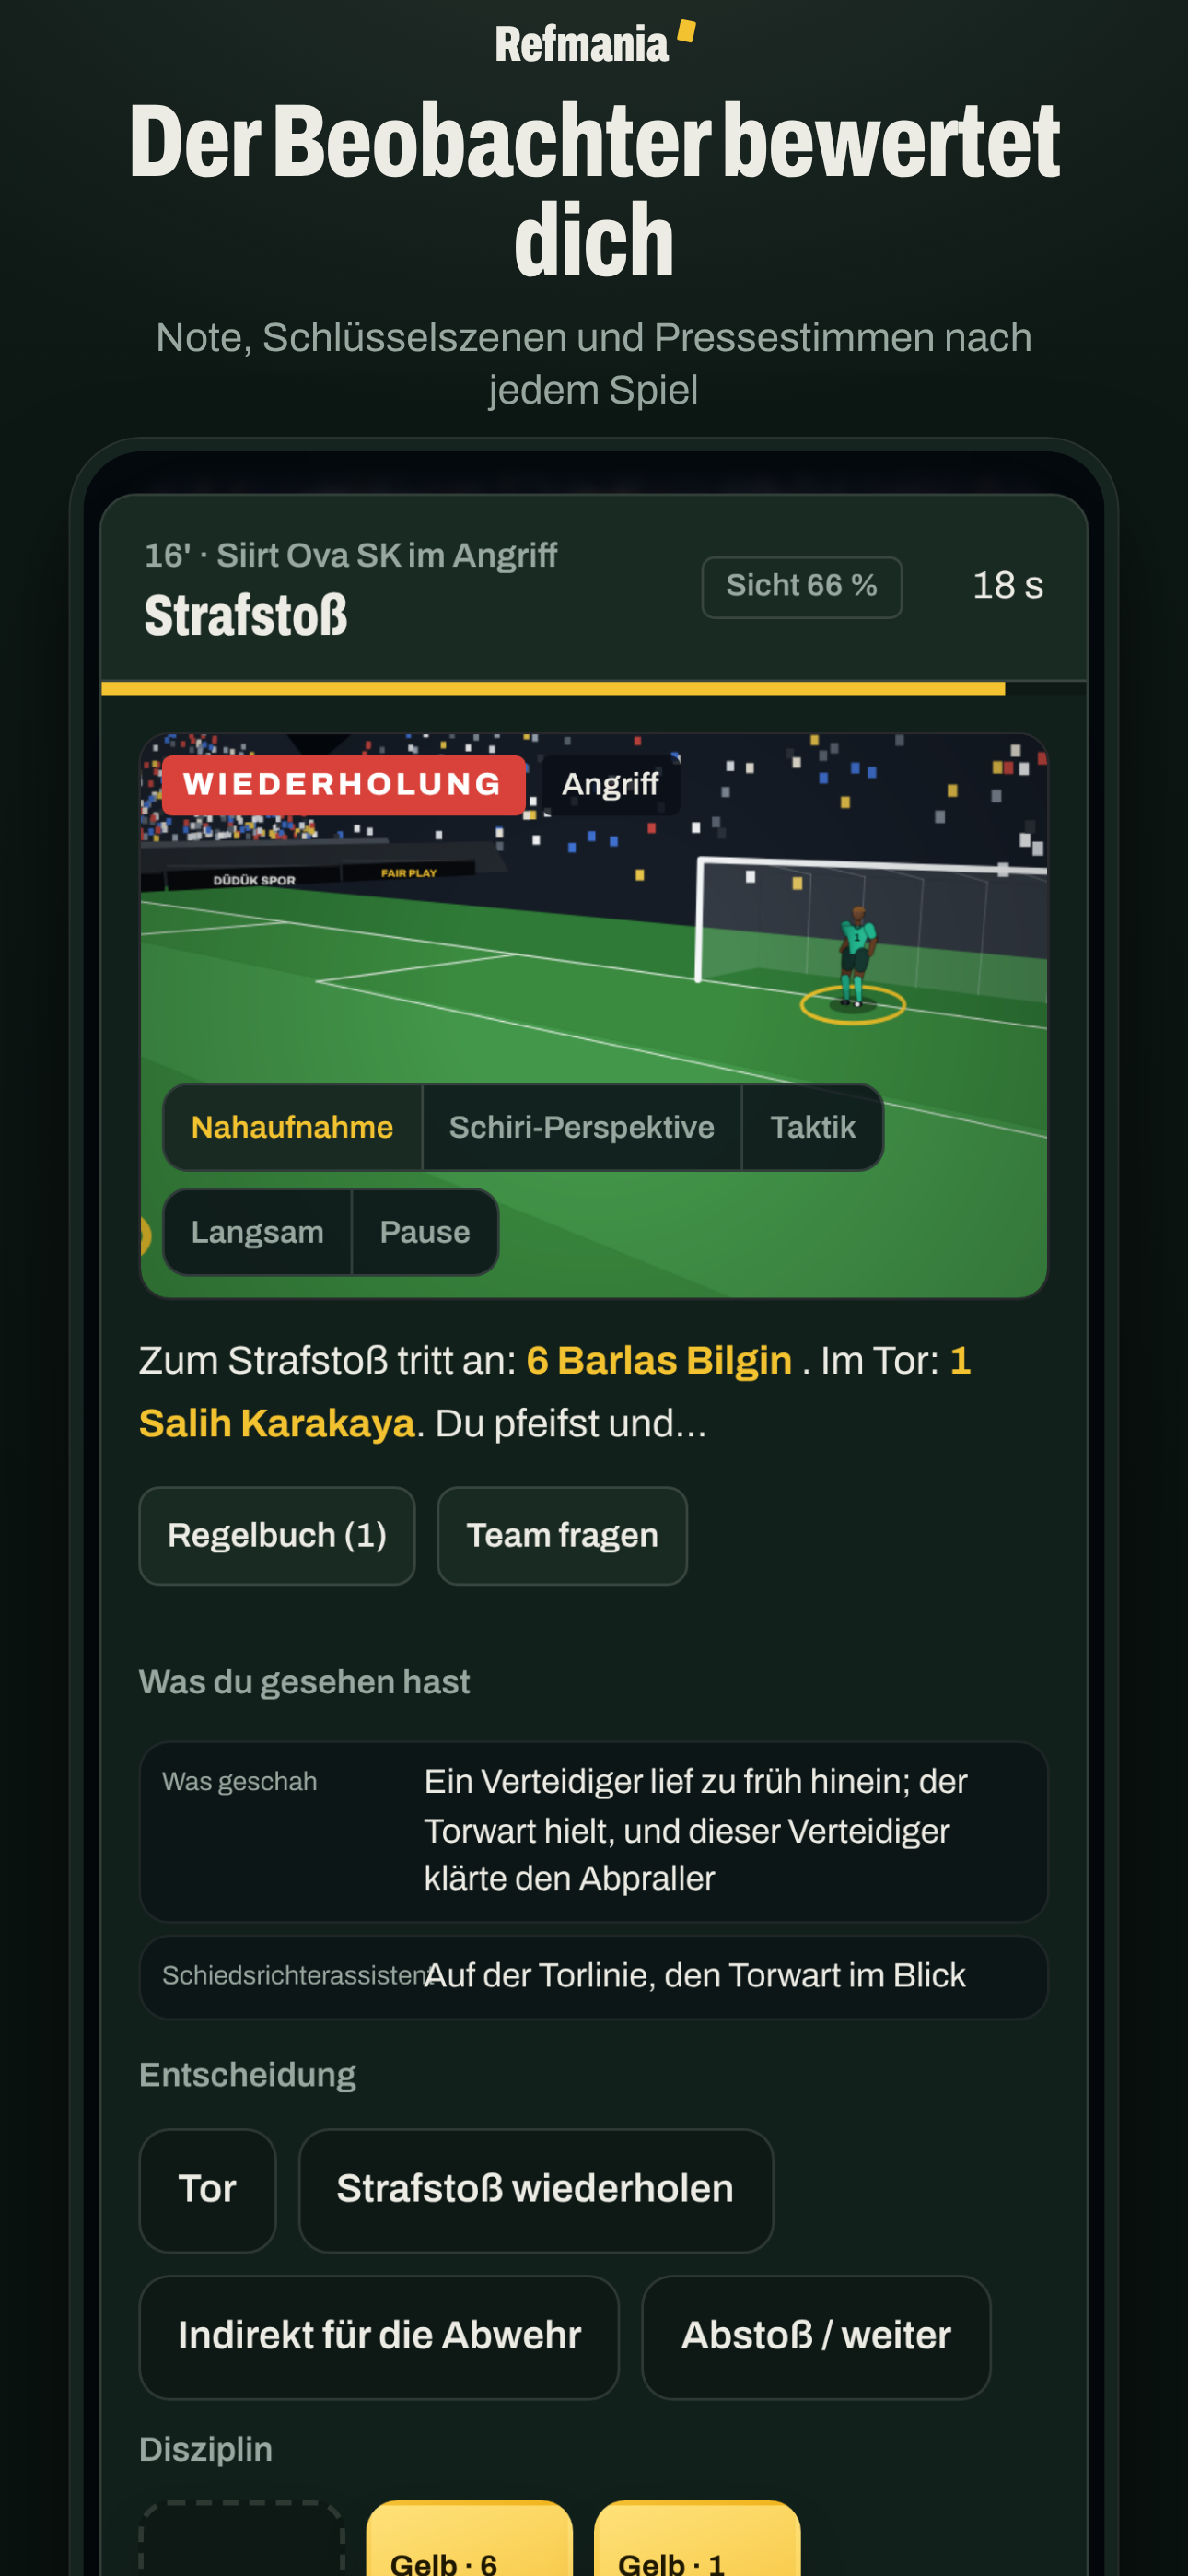 Refmania
Der Beobachter bewertet
dich
Note, Schlüsselszenen und Pressestimmen nach
jedem Spiel
16' · Siirt Ova SK im Angriff
Strafstoß
Sicht 66 %
18 s
WIEDERHOLUNG
Angriff
DÜDÜK SPOR
FAIR PLAY
1
Nahaufnahme
Schiri-Perspektive
Taktik
Langsam
Pause
Zum Strafstoß tritt an: 6 Barlas Bilgin . Im Tor: 1
Salih Karakaya. Du pfeifst und...
Regelbuch (1)
Team fragen
Was du gesehen hast
Was geschah
Ein Verteidiger lief zu früh hinein; der
Torwart hielt, und dieser Verteidiger
klärte den Abpraller
Schiedsrichterassistent
Auf der Torlinie, den Torwart im Blick
Entscheidung
Tor
Strafstoß wiederholen
Indirekt für die Abwehr
Abstoß / weiter
Disziplin
Gelb · 6
Gelb · 1